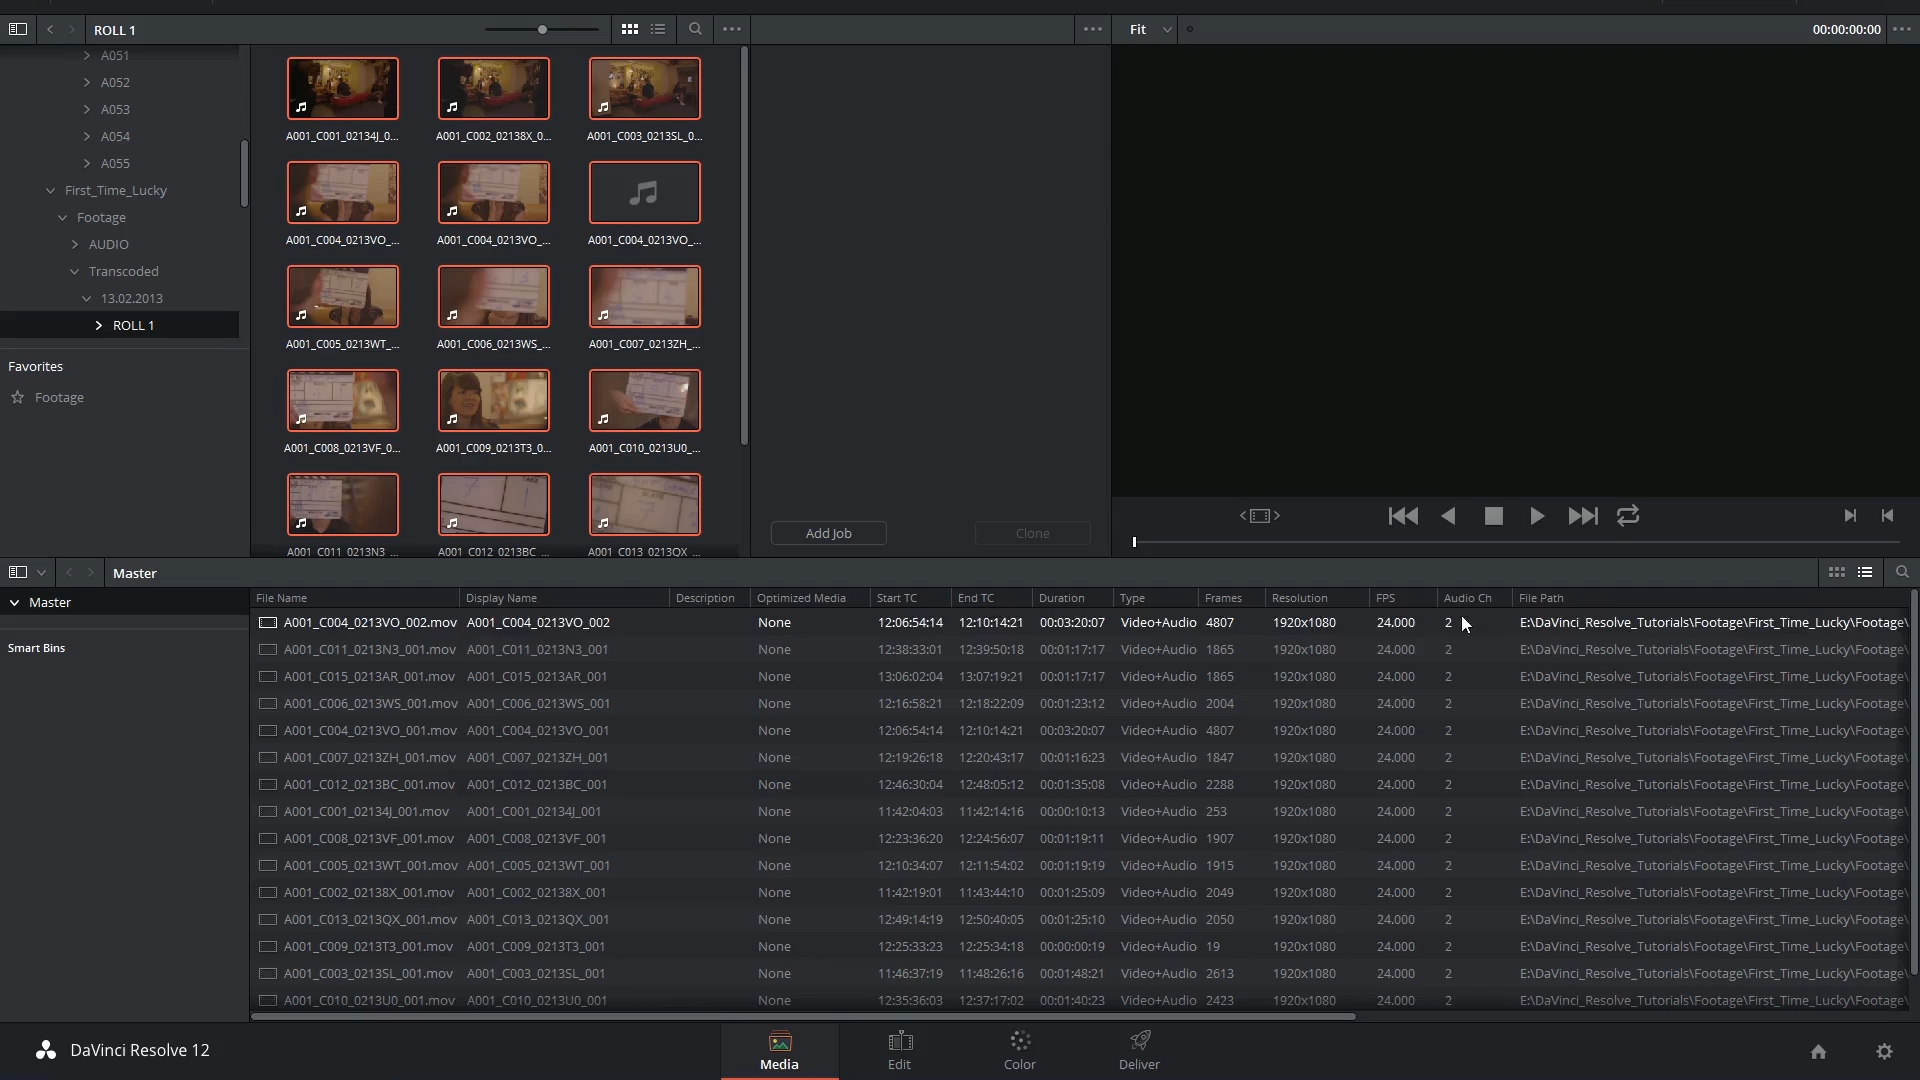 ROLL 1
Fit
00:00:00:00
A051
A052
A053
A054
A055
First_Time_Lucky
Footage
AUDIO
Transcoded
13.02.2013
ROLL 1
Favorites
Footage
A001_C001_02134J_0... A001_C002_02138X_0... A001_C003_0213SL_0...
A001_C004_0213VO_... A001_C004_0213VO_... A001_C004_0213VO_...
A001_C005_0213WT_... A001_C006_0213WS_... A001_C007_0213ZH_...
A001_C008_0213VF_0... A001_C009_0213T3_0... A001_C010_0213U0_...
A001_C011_0213N3_... A001_C012_0213BC_... A001_C013_0213QX_...
Add Job
Clone
Master
Master
Smart Bins
File Name Display Name Description Optimized Media Start TC End TC Duration Type Frames Resolution FPS Audio Ch File Path
A001_C004_0213VO_002.mov A001_C004_0213VO_002 None 12:06:54:14 12:10:14:21 00:03:20:07 Video+Audio 4807 1920x1080 24.000 2 E:\DaVinci_Resolve_Tutorials\Footage\First_Time_Lucky\Footage\
A001_C011_0213N3_001.mov A001_C011_0213N3_001 None 12:38:33:01 12:39:50:18 00:01:17:17 Video+Audio 1865 1920x1080 24.000 2 E:\DaVinci_Resolve_Tutorials\Footage\First_Time_Lucky\Footage\
A001_C015_0213AR_001.mov A001_C015_0213AR_001 None 13:06:02:04 13:07:19:21 00:01:17:17 Video+Audio 1865 1920x1080 24.000 2 E:\DaVinci_Resolve_Tutorials\Footage\First_Time_Lucky\Footage\
A001_C006_0213WS_001.mov A001_C006_0213WS_001 None 12:16:58:21 12:18:22:09 00:01:23:12 Video+Audio 2004 1920x1080 24.000 2 E:\DaVinci_Resolve_Tutorials\Footage\First_Time_Lucky\Footage\
A001_C004_0213VO_001.mov A001_C004_0213VO_001 None 12:06:54:14 12:10:14:21 00:03:20:07 Video+Audio 4807 1920x1080 24.000 2 E:\DaVinci_Resolve_Tutorials\Footage\First_Time_Lucky\Footage\
A001_C007_0213ZH_001.mov A001_C007_0213ZH_001 None 12:19:26:18 12:20:43:17 00:01:16:23 Video+Audio 1847 1920x1080 24.000 2 E:\DaVinci_Resolve_Tutorials\Footage\First_Time_Lucky\Footage\
A001_C012_0213BC_001.mov A001_C012_0213BC_001 None 12:46:30:04 12:48:05:12 00:01:35:08 Video+Audio 2288 1920x1080 24.000 2 E:\DaVinci_Resolve_Tutorials\Footage\First_Time_Lucky\Footage\
A001_C001_02134J_001.mov A001_C001_02134J_001 None 11:42:04:03 11:42:14:16 00:00:10:13 Video+Audio 253 1920x1080 24.000 2 E:\DaVinci_Resolve_Tutorials\Footage\First_Time_Lucky\Footage\
A001_C008_0213VF_001.mov A001_C008_0213VF_001 None 12:23:36:20 12:24:56:07 00:01:19:11 Video+Audio 1907 1920x1080 24.000 2 E:\DaVinci_Resolve_Tutorials\Footage\First_Time_Lucky\Footage\
A001_C005_0213WT_001.mov A001_C005_0213WT_001 None 12:10:34:07 12:11:54:02 00:01:19:19 Video+Audio 1915 1920x1080 24.000 2 E:\DaVinci_Resolve_Tutorials\Footage\First_Time_Lucky\Footage\
A001_C002_02138X_001.mov A001_C002_02138X_001 None 11:42:19:01 11:43:44:10 00:01:25:09 Video+Audio 2049 1920x1080 24.000 2 E:\DaVinci_Resolve_Tutorials\Footage\First_Time_Lucky\Footage\
A001_C013_0213QX_001.mov A001_C013_0213QX_001 None 12:49:14:19 12:50:40:05 00:01:25:10 Video+Audio 2050 1920x1080 24.000 2 E:\DaVinci_Resolve_Tutorials\Footage\First_Time_Lucky\Footage\
A001_C009_0213T3_001.mov A001_C009_0213T3_001 None 12:25:33:23 12:25:34:18 00:00:00:19 Video+Audio 19 1920x1080 24.000 2 E:\DaVinci_Resolve_Tutorials\Footage\First_Time_Lucky\Footage\
A001_C003_0213SL_001.mov A001_C003_0213SL_001 None 11:46:37:19 11:48:26:16 00:01:48:21 Video+Audio 2613 1920x1080 24.000 2 E:\DaVinci_Resolve_Tutorials\Footage\First_Time_Lucky\Footage\
A001_C010_0213U0_001.mov A001_C010_0213U0_001 None 12:35:36:03 12:37:17:02 00:01:40:23 Video+Audio 2423 1920x1080 24.000 2 E:\DaVinci_Resolve_Tutorials\Footage\First_Time_Lucky\Footage\
DaVinci Resolve 12
Media
Edit
Color
Deliver